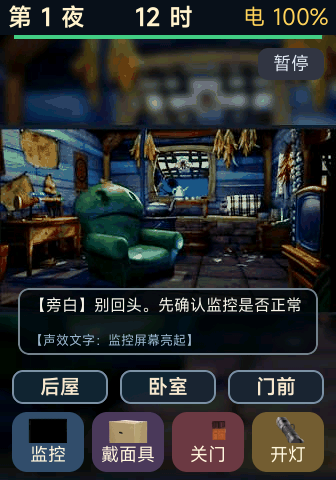 第 1 夜 12 时 电 100%
暂停
【旁白】别回头。先确认监控是否正常
【声效文字：监控屏幕亮起】
后屋 卧室 门前
监控 戴面具 关门 开灯